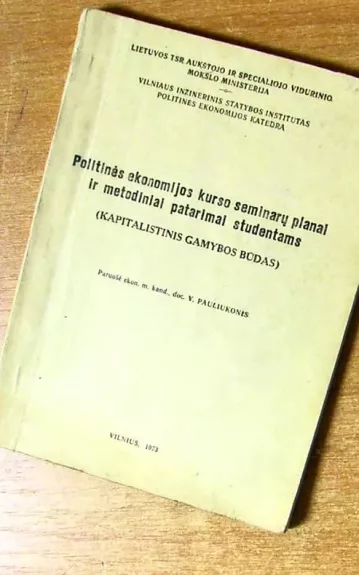 LIETUVOS TSR AUKŠTOJO IR SPECIALIOJO VIDURINIO
MOKSLO MINISTERIJA
VILNIAUS INŽINERINIS STATYBOS INSTITUTAS
POLITINĖS EKONOMIJOS KATEDRA
Politinės ekonomijos kurso seminarų planai
ir metodiniai patarimai studentams
(KAPITALISTINIS GAMYBOS BŪDAS)
Paruošė ekon. m. kand., doc. V. PAULIUKONIS
VILNIUS, 1973